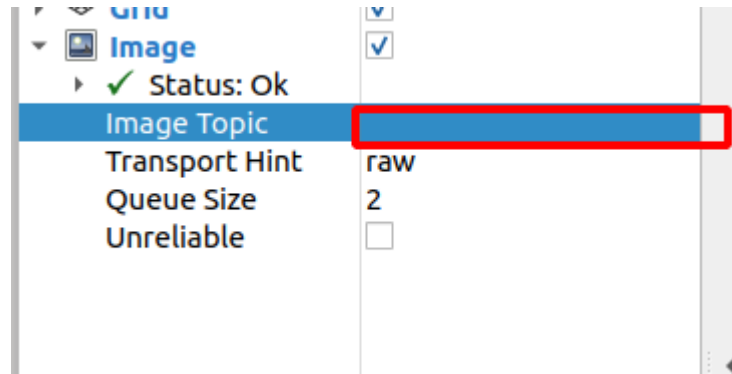 Grid
Image
Status: Ok
Image Topic
Transport Hint raw
Queue Size 2
Unreliable